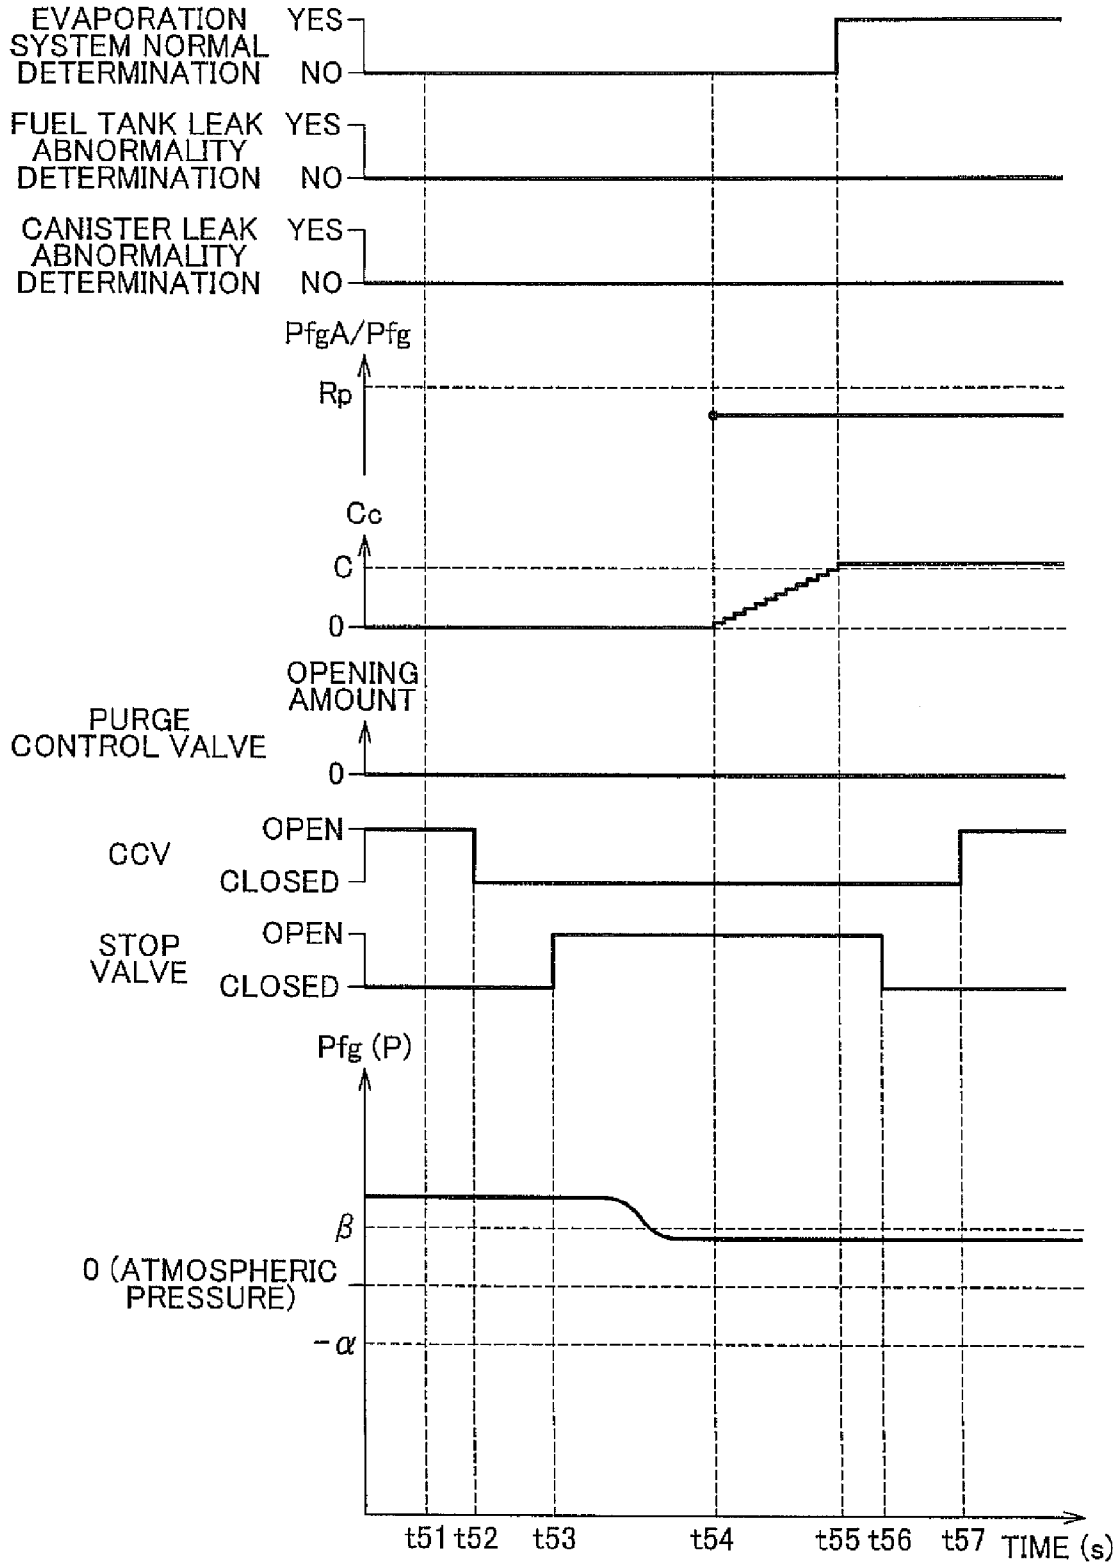 EVAPORATION
SYSTEM NORMAL
DETERMINATION
YES
NO
FUEL TANK LEAK
ABNORMALITY
DETERMINATION
YES
NO
CANISTER LEAK
ABNORMALITY
DETERMINATION
YES
NO
PfgA/Pfg
Rp
Cc
C
0
OPENING
AMOUNT
PURGE
CONTROL VALVE
0
CCV
OPEN
CLOSED
STOP
VALVE
OPEN
CLOSED
Pfg (P)
β
0 (ATMOSPHERIC
PRESSURE)
-α
t51 t52 t53 t54 t55 t56 t57 TIME (s)